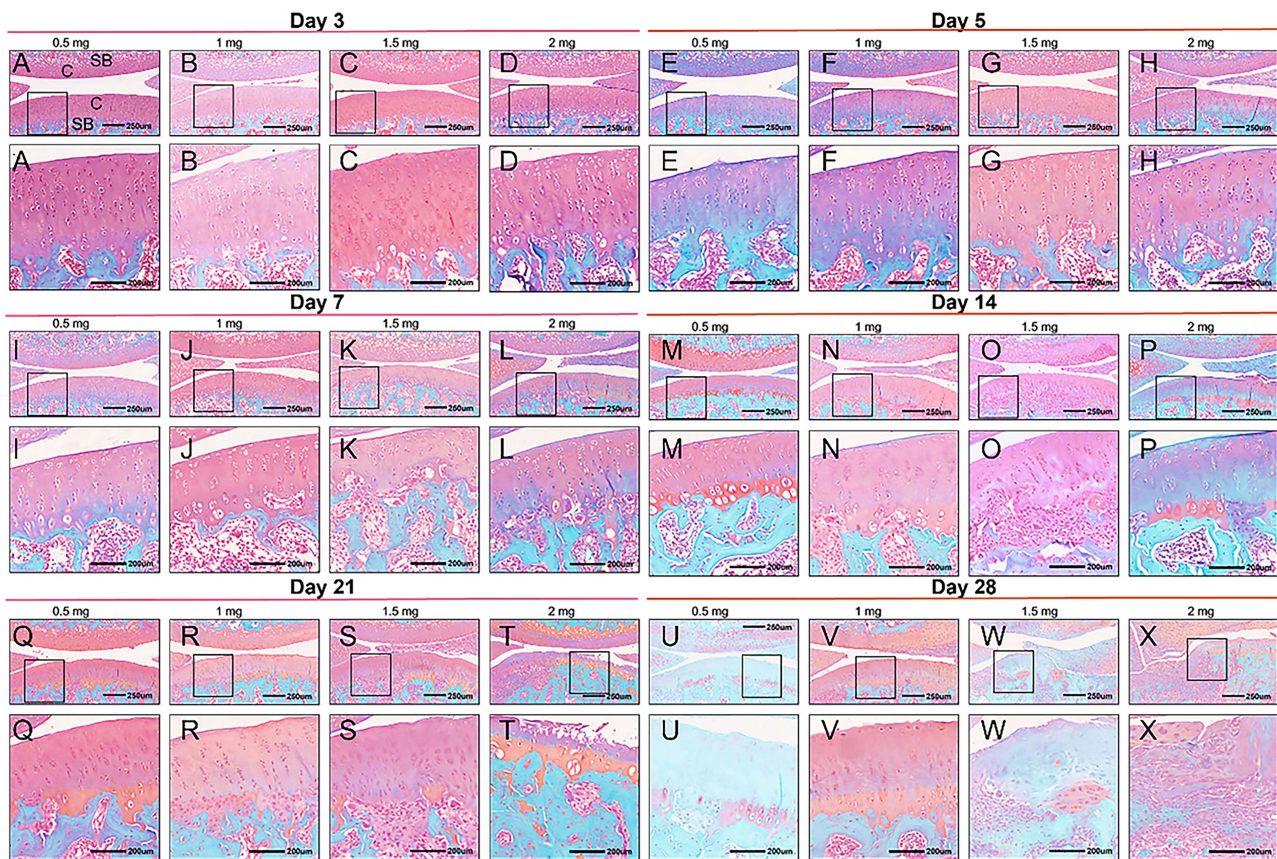 Day 3 Day 5
0.5 mg 1 mg 1.5 mg 2 mg 0.5 mg 1 mg 1.5 mg 2 mg
A SB B C D E F G H
C
C
SB 250um 250um 250um 250um 250um 250um 250um 250um
A B C D E F G H
200um 200um 200um 200um 200um 200um 200um 200um
Day 7 Day 14
0.5 mg 1 mg 1.5 mg 2 mg 0.5 mg 1 mg 1.5 mg 2 mg
I J K L M N O P
250um 250um 250um 250um 250um 250um 250um 250um
I J K L M N O P
200um 200um 200um 200um 200um 200um 200um 200um
Day 21 Day 28
0.5 mg 1 mg 1.5 mg 2 mg 0.5 mg 1 mg 1.5 mg 2 mg
Q R S T U 250um V W X
250um 250um 250um 250um 250um 250um 250um
Q R S T U V W X
200um 200um 200um 200um 200um 200um 200um 200um